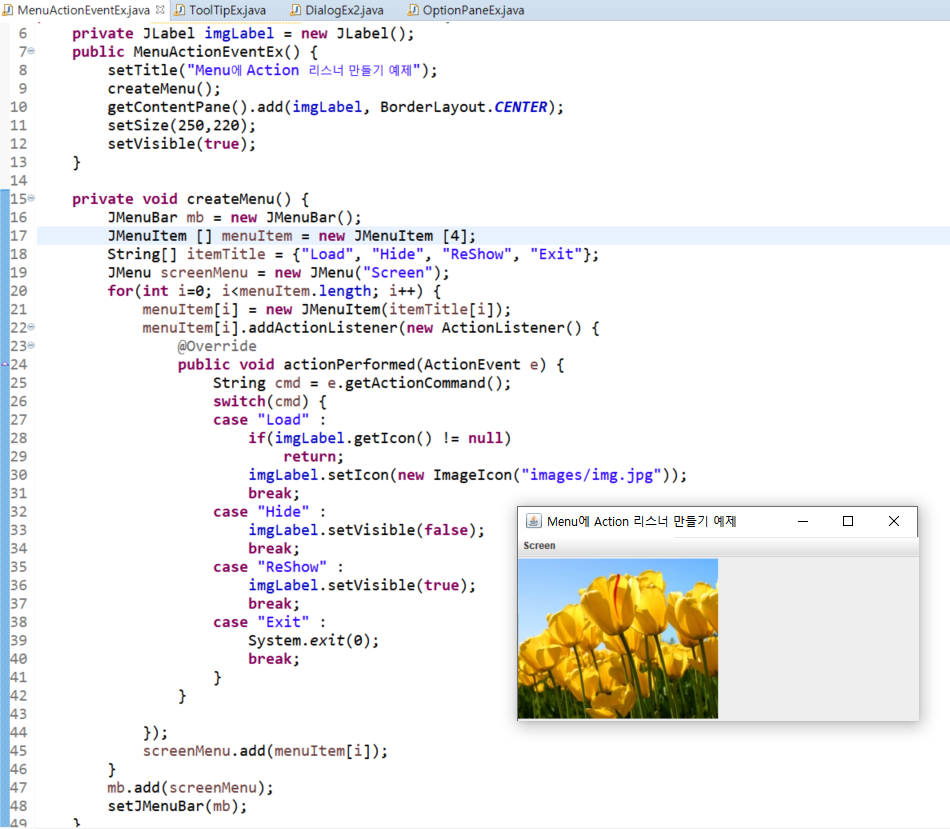 MenuActionEventEx.java ToolTipEx.java DialogEx2.java OptionPaneEx.java
6 private JLabel imgLabel = new JLabel();
7 public MenuActionEventEx() {
8 setTitle("Menu에 Action 리스너 만들기 예제");
9 createMenu();
10 getContentPane().add(imgLabel, BorderLayout.CENTER);
11 setSize(250,220);
12 setVisible(true);
13 }
14
15 private void createMenu() {
16 JMenuBar mb = new JMenuBar();
17 JMenuItem [] menuItem = new JMenuItem [4];
18 String[] itemTitle = {"Load", "Hide", "ReShow", "Exit"};
19 JMenu screenMenu = new JMenu("Screen");
20 for(int i=0; i<menuItem.length; i++) {
21 menuItem[i] = new JMenuItem(itemTitle[i]);
22 menuItem[i].addActionListener(new ActionListener() {
23 @Override
24 public void actionPerformed(ActionEvent e) {
25 String cmd = e.getActionCommand();
26 switch(cmd) {
27 case "Load" :
28 if(imgLabel.getIcon() != null)
29 return;
30 imgLabel.setIcon(new ImageIcon("images/img.jpg"));
31 break;
32 case "Hide" :
33 imgLabel.setVisible(false);
34 break;
35 case "ReShow" :
36 imgLabel.setVisible(true);
37 break;
38 case "Exit" :
39 System.exit(0);
40 break;
41 }
42 }
43
44 });
45 screenMenu.add(menuItem[i]);
46 }
47 mb.add(screenMenu);
48 setJMenuBar(mb);
49 }
Menu에 Action 리스너 만들기 예제
Screen